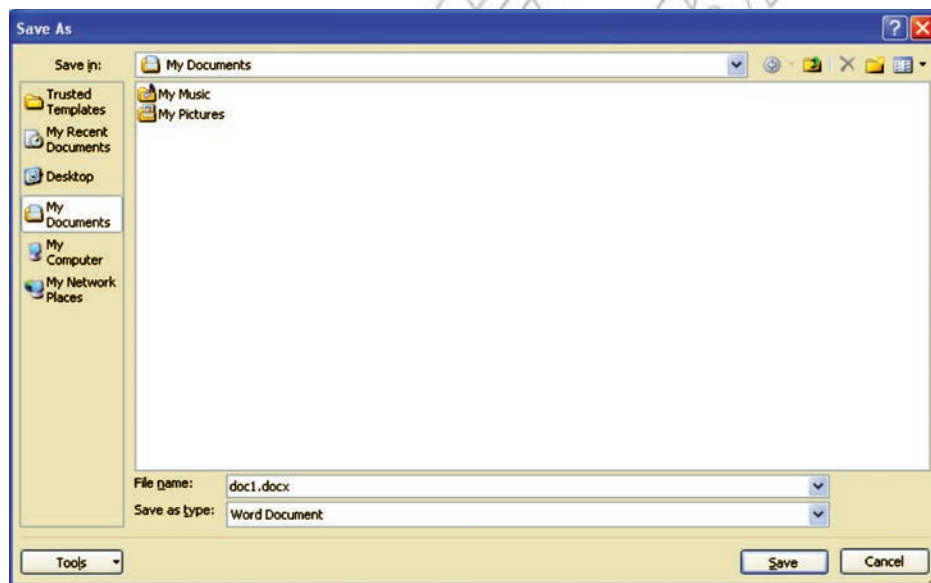 Save As
Save in:
My Documents
Trusted
Templates
My Recent
Documents
Desktop
My
Documents
My
Computer
My Network
Places
My Music
My Pictures
File name:
doc1.docx
Save as type:
Word Document
Tools
Save
Cancel